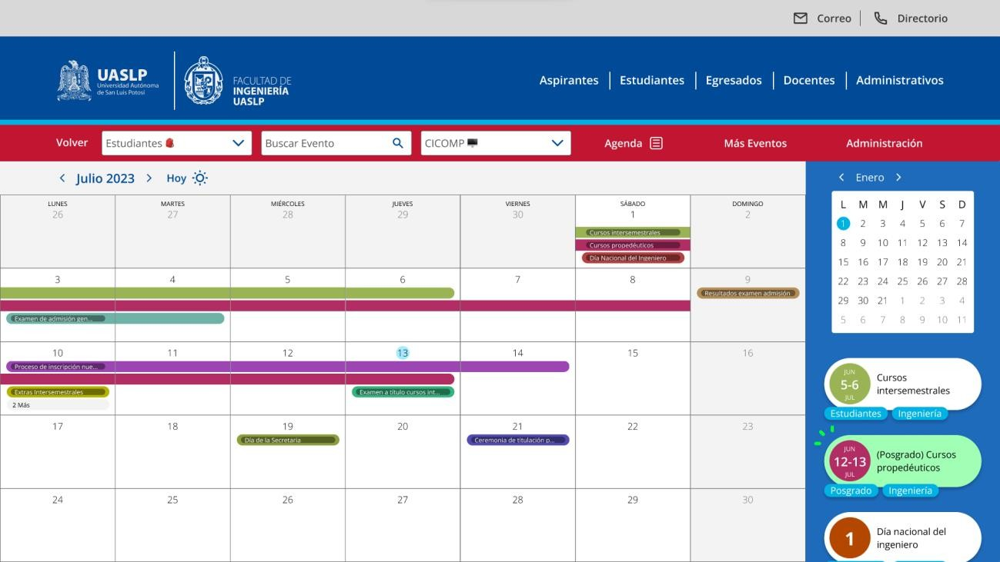 Correo Directorio
UASLP
Universidad Autónoma
de San Luis Potosí
FACULTAD DE
INGENIERÍA
UASLP
Aspirantes Estudiantes Egresados Docentes Administrativos
Volver Estudiantes Buscar Evento CICOMP Agenda Más Eventos Administración
Julio 2023 Hoy
LUNES MARTES MIÉRCOLES JUEVES VIERNES SÁBADO DOMINGO
26 27 28 29 30 1 2
Cursos intersemestrales
Cursos propedéuticos
Día Nacional del Ingeniero
3 4 5 6 7 8 9
Resultados examen admisión
Examen de admisión gen...
10 11 12 13 14 15 16
Proceso de inscripción nue...
Extras Intersemestrales Examen a título cursos int...
2 Más
17 18 19 20 21 22 23
Día de la Secretaria Ceremonia de titulación p...
24 25 26 27 28 29 30
Enero
L M M J V S D
1 2 3 4 5 6 7
8 9 10 11 12 13 14
15 16 17 18 19 20 21
22 23 24 25 26 27 28
29 30 21 1 2 3 4
5 6 7 8 9 10 11
JUN
5-6
JUL
Cursos
intersemestrales
Estudiantes Ingeniería
JUN
12-13
JUL
(Posgrado) Cursos
propedéuticos
Posgrado Ingeniería
1
Día nacional del
ingeniero